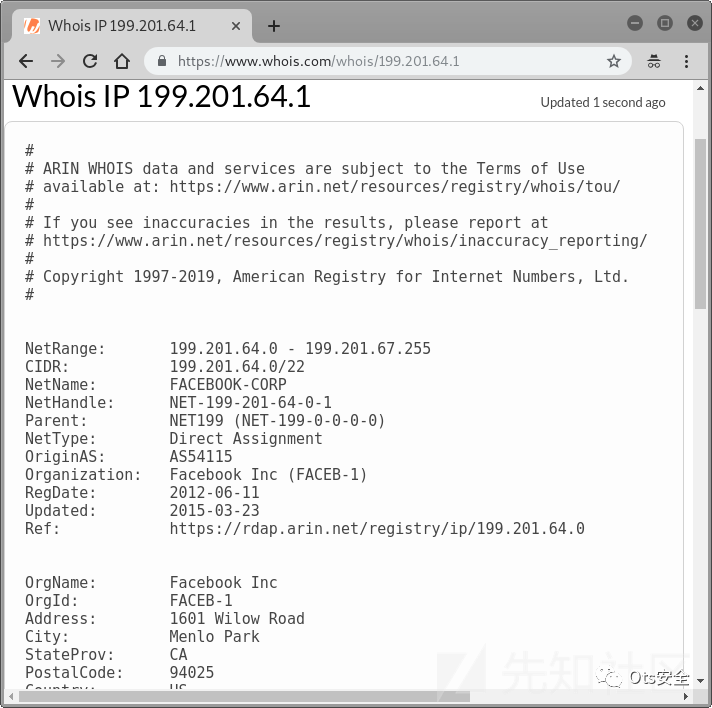 Whois IP 199.201.64.1
https://www.whois.com/whois/199.201.64.1
Whois IP 199.201.64.1
Updated 1 second ago
#
# ARIN WHOIS data and services are subject to the Terms of Use
# available at: https://www.arin.net/resources/registry/whois/tou/
#
# If you see inaccuracies in the results, please report at
# https://www.arin.net/resources/registry/whois/inaccuracy_reporting/
#
# Copyright 1997-2019, American Registry for Internet Numbers, Ltd.
#
NetRange: 199.201.64.0 - 199.201.67.255
CIDR: 199.201.64.0/22
NetName: FACEBOOK-CORP
NetHandle: NET-199-201-64-0-1
Parent: NET199 (NET-199-0-0-0-0)
NetType: Direct Assignment
OriginAS: AS54115
Organization: Facebook Inc (FACEB-1)
RegDate: 2012-06-11
Updated: 2015-03-23
Ref: https://rdap.arin.net/registry/ip/199.201.64.0
OrgName: Facebook Inc
OrgId: FACEB-1
Address: 1601 Wilow Road
City: Menlo Park
StateProv: CA
PostalCode: 94025
Country: US
先知社区
Ots安全